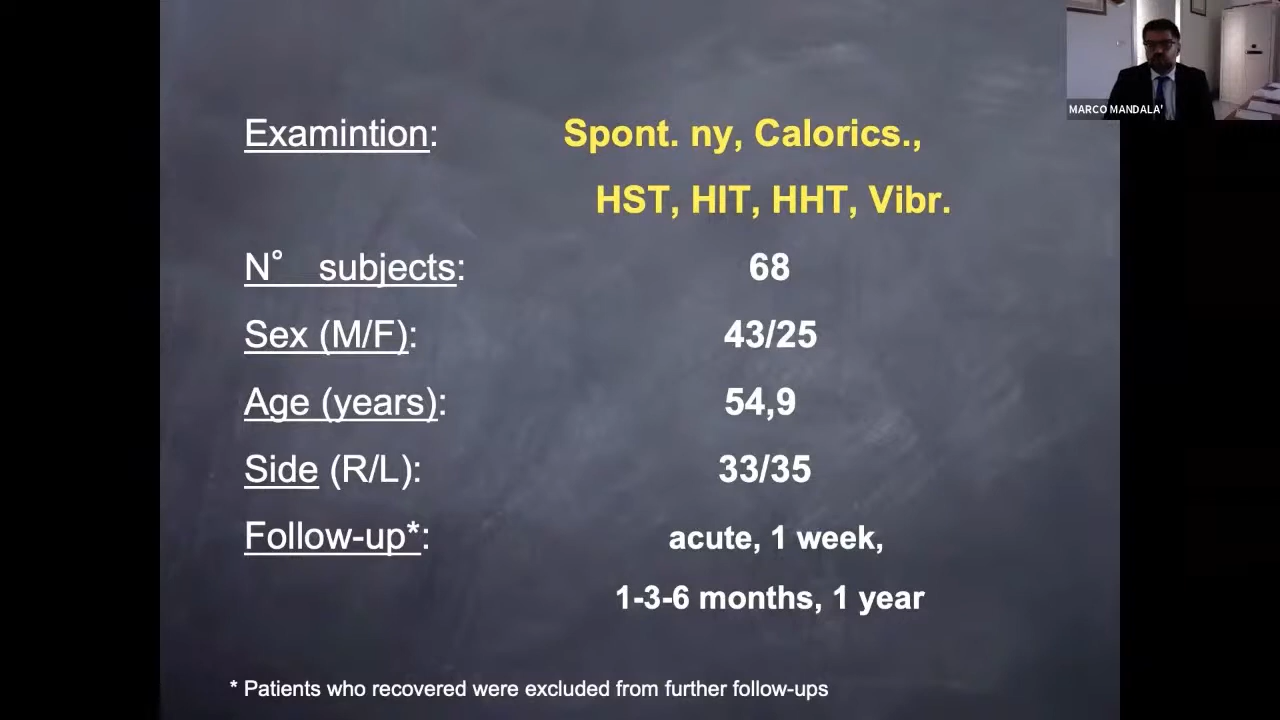 MARCO MANDALA'
Examintion: Spont. ny, Calorics.,
HST, HIT, HHT, Vibr.
N° subjects: 68
Sex (M/F): 43/25
Age (years): 54,9
Side (R/L): 33/35
Follow-up*: acute, 1 week,
1-3-6 months, 1 year
* Patients who recovered were excluded from further follow-ups